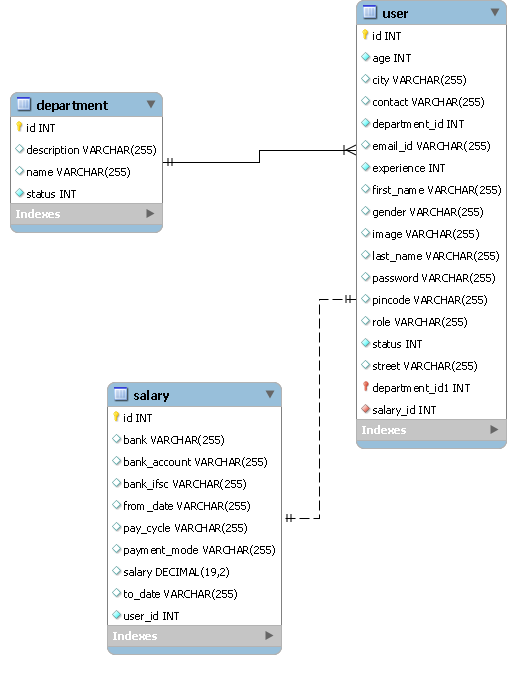 department
id INT
description VARCHAR(255)
name VARCHAR(255)
status INT
Indexes
user
id INT
age INT
city VARCHAR(255)
contact VARCHAR(255)
department_id INT
email_id VARCHAR(255)
experience INT
first_name VARCHAR(255)
gender VARCHAR(255)
image VARCHAR(255)
last_name VARCHAR(255)
password VARCHAR(255)
pincode VARCHAR(255)
role VARCHAR(255)
status INT
street VARCHAR(255)
department_id1 INT
salary_id INT
Indexes
salary
id INT
bank VARCHAR(255)
bank_account VARCHAR(255)
bank_ifsc VARCHAR(255)
from_date VARCHAR(255)
pay_cycle VARCHAR(255)
payment_mode VARCHAR(255)
salary DECIMAL(19,2)
to_date VARCHAR(255)
user_id INT
Indexes